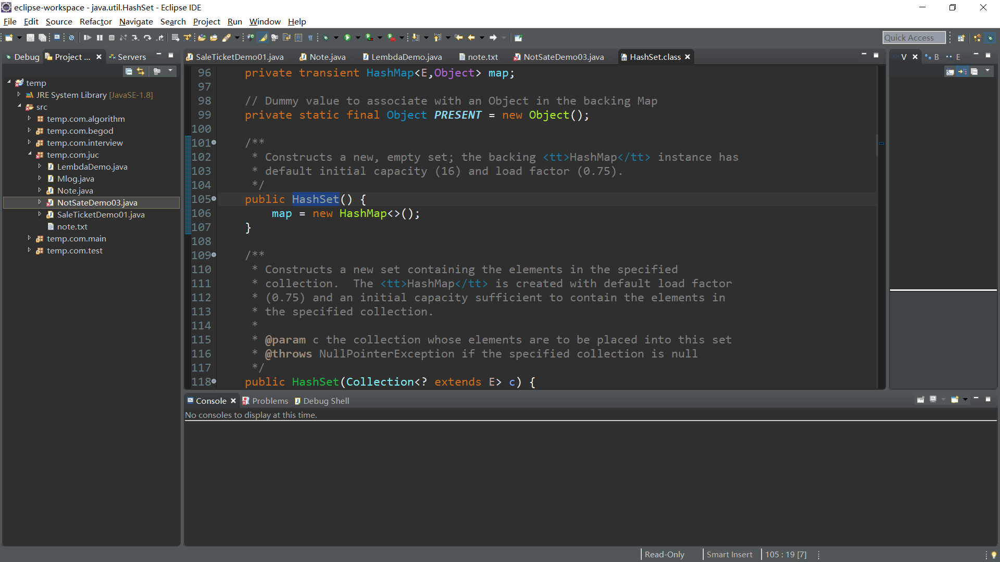 eclipse-workspace - java.util.HashSet - Eclipse IDE
File Edit Source Refactor Navigate Search Project Run Window Help
Quick Access
Debug Project ... Servers
temp
JRE System Library [JavaSE-1.8]
src
temp.com.algorithm
temp.com.begod
temp.com.interview
temp.com.juc
LembdaDemo.java
Mlog.java
Note.java
NotSateDemo03.java
SaleTicketDemo01.java
note.txt
temp.com.main
temp.com.test
SaleTicketDemo01.java Note.java LembdaDemo.java note.txt NotSateDemo03.java HashSet.class
96 private transient HashMap<E,Object> map;
97
98 // Dummy value to associate with an Object in the backing Map
99 private static final Object PRESENT = new Object();
100
101 /**
102 * Constructs a new, empty set; the backing <tt>HashMap</tt> instance has
103 * default initial capacity (16) and load factor (0.75).
104 */
105 public HashSet() {
106 map = new HashMap<>();
107 }
108
109 /**
110 * Constructs a new set containing the elements in the specified
111 * collection.  The <tt>HashMap</tt> is created with default load factor
112 * (0.75) and an initial capacity sufficient to contain the elements in
113 * the specified collection.
114 *
115 * @param c the collection whose elements are to be placed into this set
116 * @throws NullPointerException if the specified collection is null
117 */
118 public HashSet(Collection<? extends E> c) {
V B E
Console Problems Debug Shell
No consoles to display at this time.
Read-Only Smart Insert 105 : 19 [7]